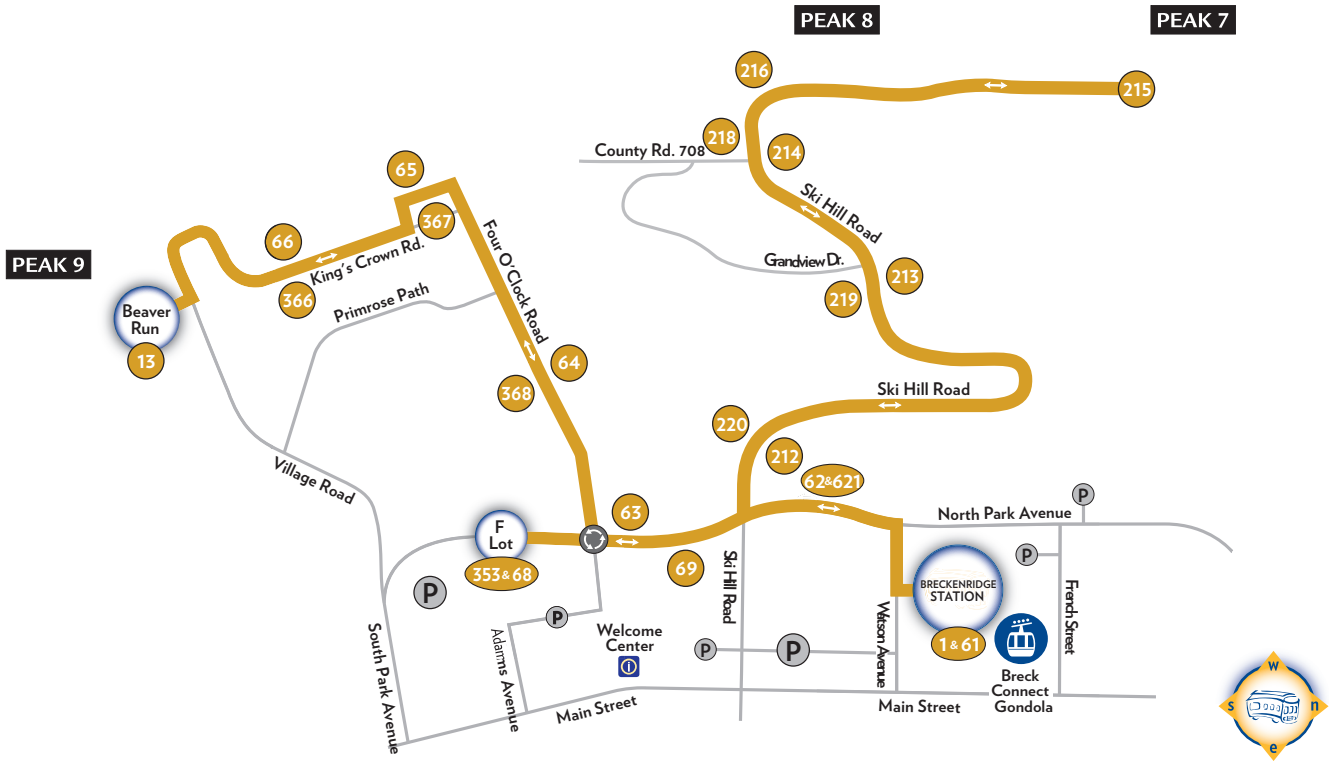 PEAK 8
PEAK 7
216
215
218
214
County Rd. 708
65
Ski Hill Road
367
66
Four O'Clock Road
King's Crown Rd.
PEAK 9
Grandview Dr.
213
219
366
Primrose Path
Beaver
Run
13
64
368
Ski Hill Road
220
212
62&621
Village Road
P
North Park Avenue
63
F
Lot
353 & 68
69
P
Ski Hill Road
P
BRECKENRIDGE
STATION
1 & 61
French Street
Watson Avenue
P
Adams Avenue
South Park Avenue
Welcome
Center
i
P
P
Breck
Connect
Gondola
Main Street
Main Street
w
s
n
e